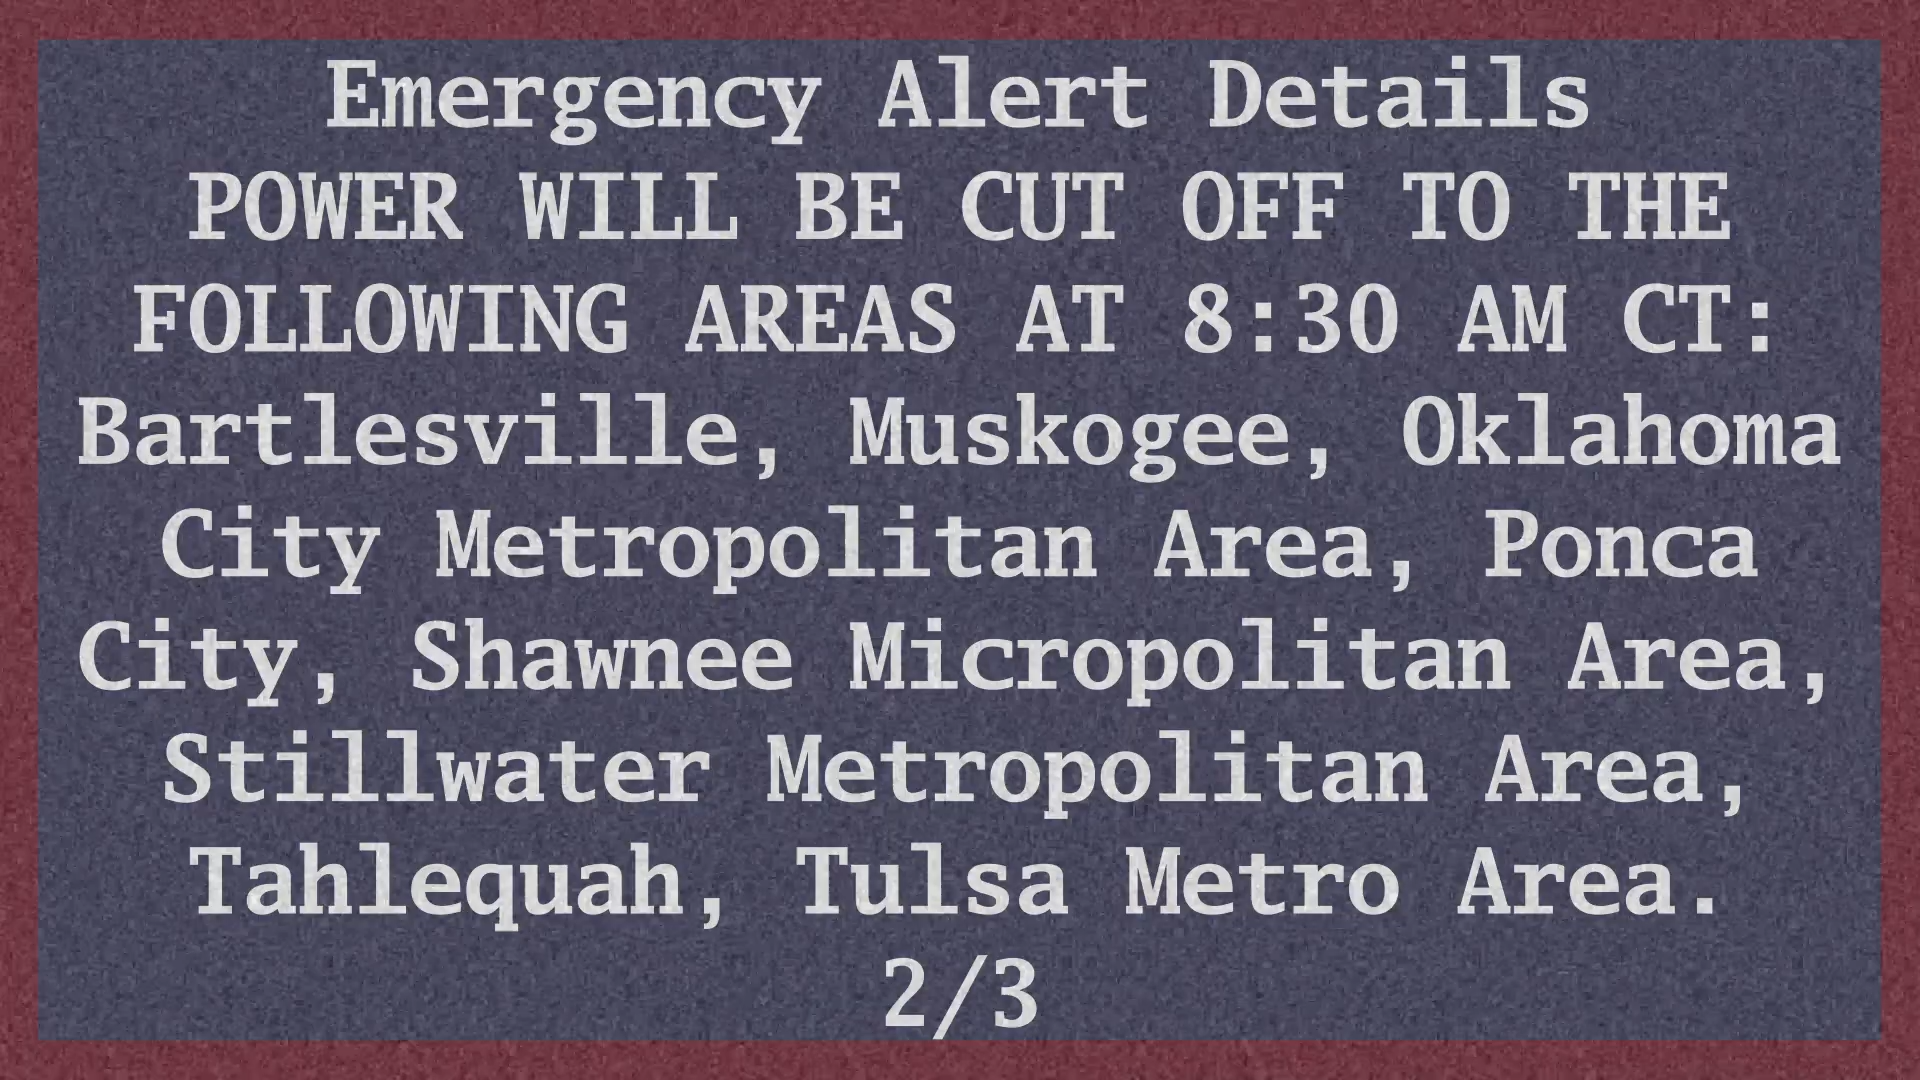 Emergency Alert Details
POWER WILL BE CUT OFF TO THE
FOLLOWING AREAS AT 8:30 AM CT:
Bartlesville, Muskogee, Oklahoma
City Metropolitan Area, Ponca
City, Shawnee Micropolitan Area,
Stillwater Metropolitan Area,
Tahlequah, Tulsa Metro Area.
2/3